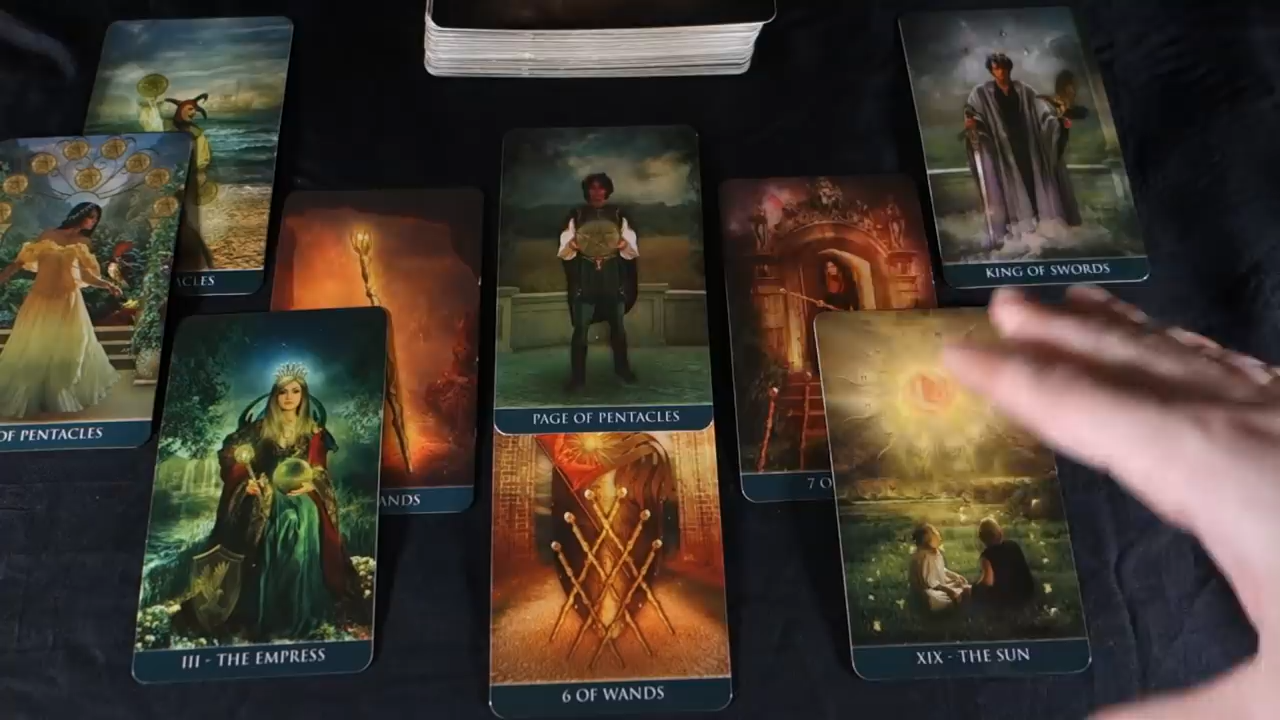 KING OF SWORDS
ACLES
PAGE OF PENTACLES
OF PENTACLES
7 O
ANDS
III - THE EMPRESS
XIX - THE SUN
6 OF WANDS